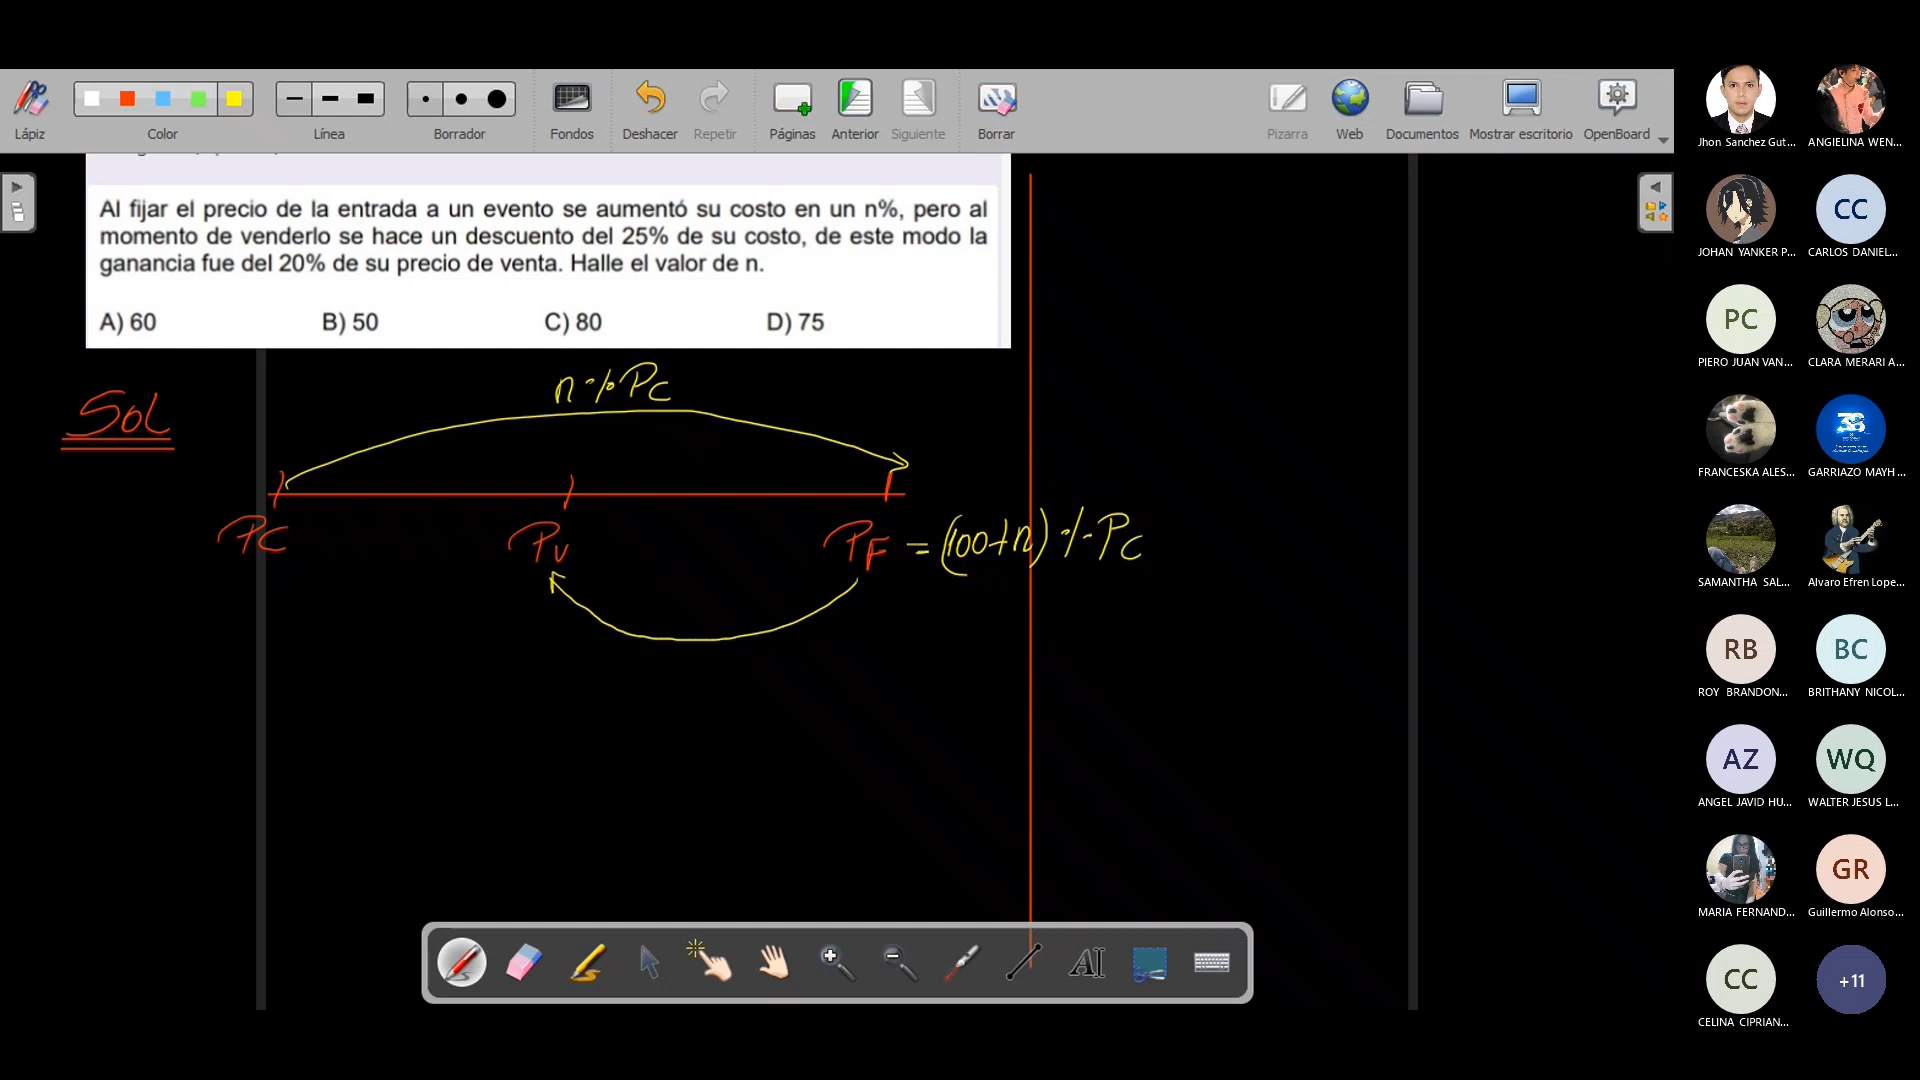 Lápiz
Color
Línea
Borrador
Fondos
Deshacer
Repetir
Páginas
Anterior
Siguiente
Borrar
Pizarra
Web
Documentos
Mostrar escritorio
OpenBoard
Al fijar el precio de la entrada a un evento se aumentó su costo en un n%, pero al
momento de venderlo se hace un descuento del 25% de su costo, de este modo la
ganancia fue del 20% de su precio de venta. Halle el valor de n.
A) 60 B) 50 C) 80 D) 75
Sol
n % PC
PC Pv PF = (100+n) % PC
Jhon Sanchez Gut...
ANGIELINA WEN...
JOHAN YANKER P...
CC
CARLOS DANIEL...
PC
PIERO JUAN VAN...
CLARA MERARI A...
FRANCESKA ALES...
GARRIAZO MAYH...
SAMANTHA SAL...
Alvaro Efren Lope...
RB
ROY BRANDON...
BC
BRITHANY NICOL...
AZ
ANGEL JAVID HU...
WQ
WALTER JESUS L...
MARIA FERNAND...
GR
Guillermo Alonso...
CC
CELINA CIPRIAN...
+11